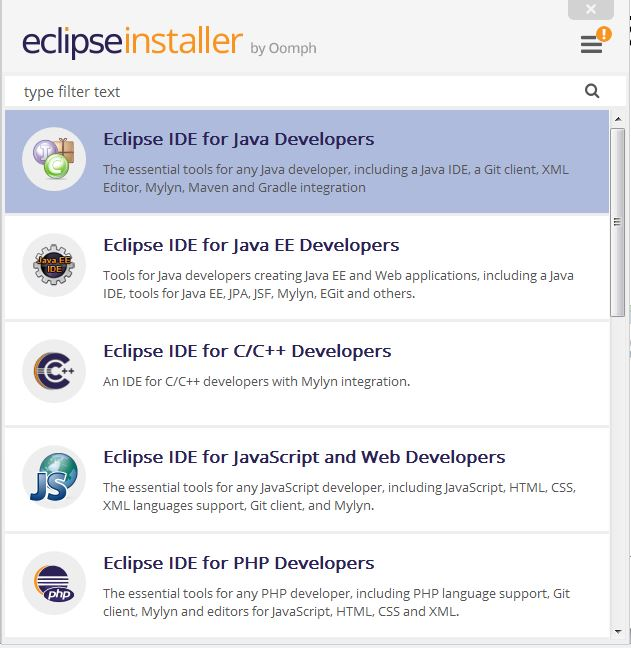 eclipseinstaller by Oomph
!
type filter text
Eclipse IDE for Java Developers
The essential tools for any Java developer, including a Java IDE, a Git client, XML
Editor, Mylyn, Maven and Gradle integration
Java EE
IDE
Eclipse IDE for Java EE Developers
Tools for Java developers creating Java EE and Web applications, including a Java
IDE, tools for Java EE, JPA, JSF, Mylyn, EGit and others.
C++
Eclipse IDE for C/C++ Developers
An IDE for C/C++ developers with Mylyn integration.
JS
Eclipse IDE for JavaScript and Web Developers
The essential tools for any JavaScript developer, including JavaScript, HTML, CSS,
XML languages support, Git client, and Mylyn.
php
Eclipse IDE for PHP Developers
The essential tools for any PHP developer, including PHP language support, Git
client, Mylyn and editors for JavaScript, HTML, CSS and XML.